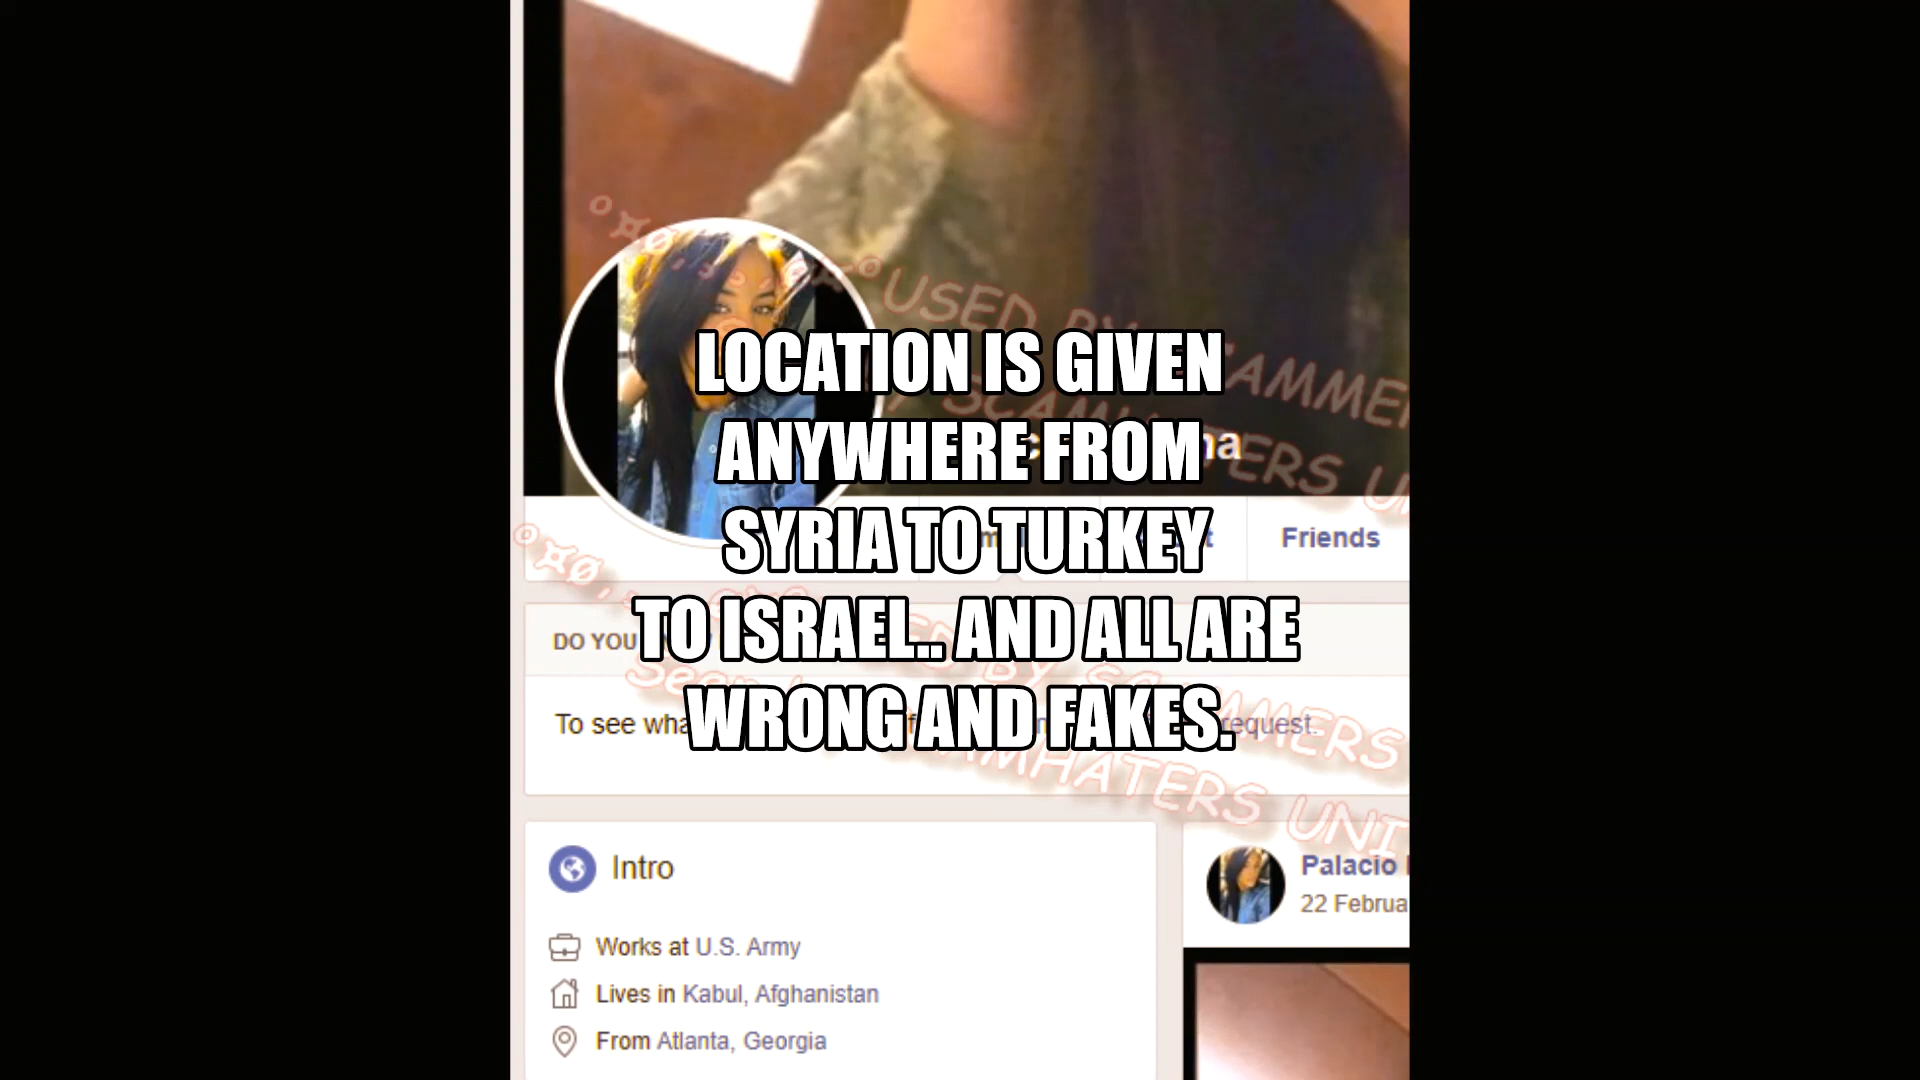 USED BY SCAMMERS
LOCATION IS GIVEN
ANYWHERE FROM
SYRIA TO TURKEY
TO ISRAEL.. AND ALL ARE
WRONG AND FAKES.
Friends
DO YOU
To see
request.
SCAMHATERS
Intro
Works at U.S. Army
Lives in Kabul, Afghanistan
From Atlanta, Georgia
Palacio
22